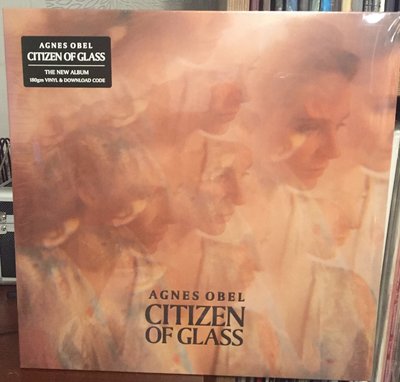 AGNES OBEL
CITIZEN OF GLASS
THE NEW ALBUM
180gm VINYL & DOWNLOAD CODE
AGNES OBEL
CITIZEN
OF GLASS